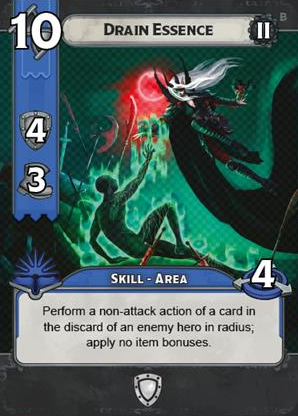 10
DRAIN ESSENCE
II
B
4
3
SKILL - AREA
4
Perform a non-attack action of a card in
the discard of an enemy hero in radius;
apply no item bonuses.